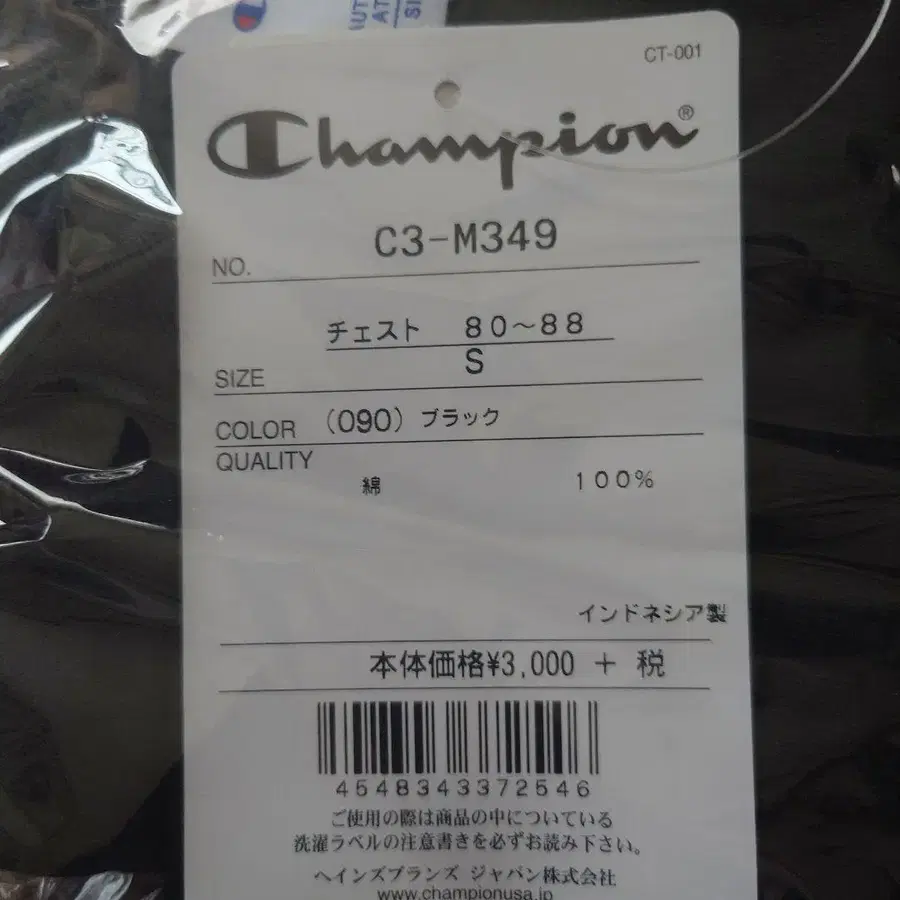 CT-001
Champion®
NO. C3-M349
チェスト 80~88
SIZE S
COLOR (090) ブラック
QUALITY
綿 100%
インドネシア製
本体価格¥3,000 + 税
4548343372546
ご使用の際は商品の中についている
洗濯ラベルの注意書きを必ずお読み下さい。
ヘインズブランズ ジャパン株式会社
www.championusa.jp